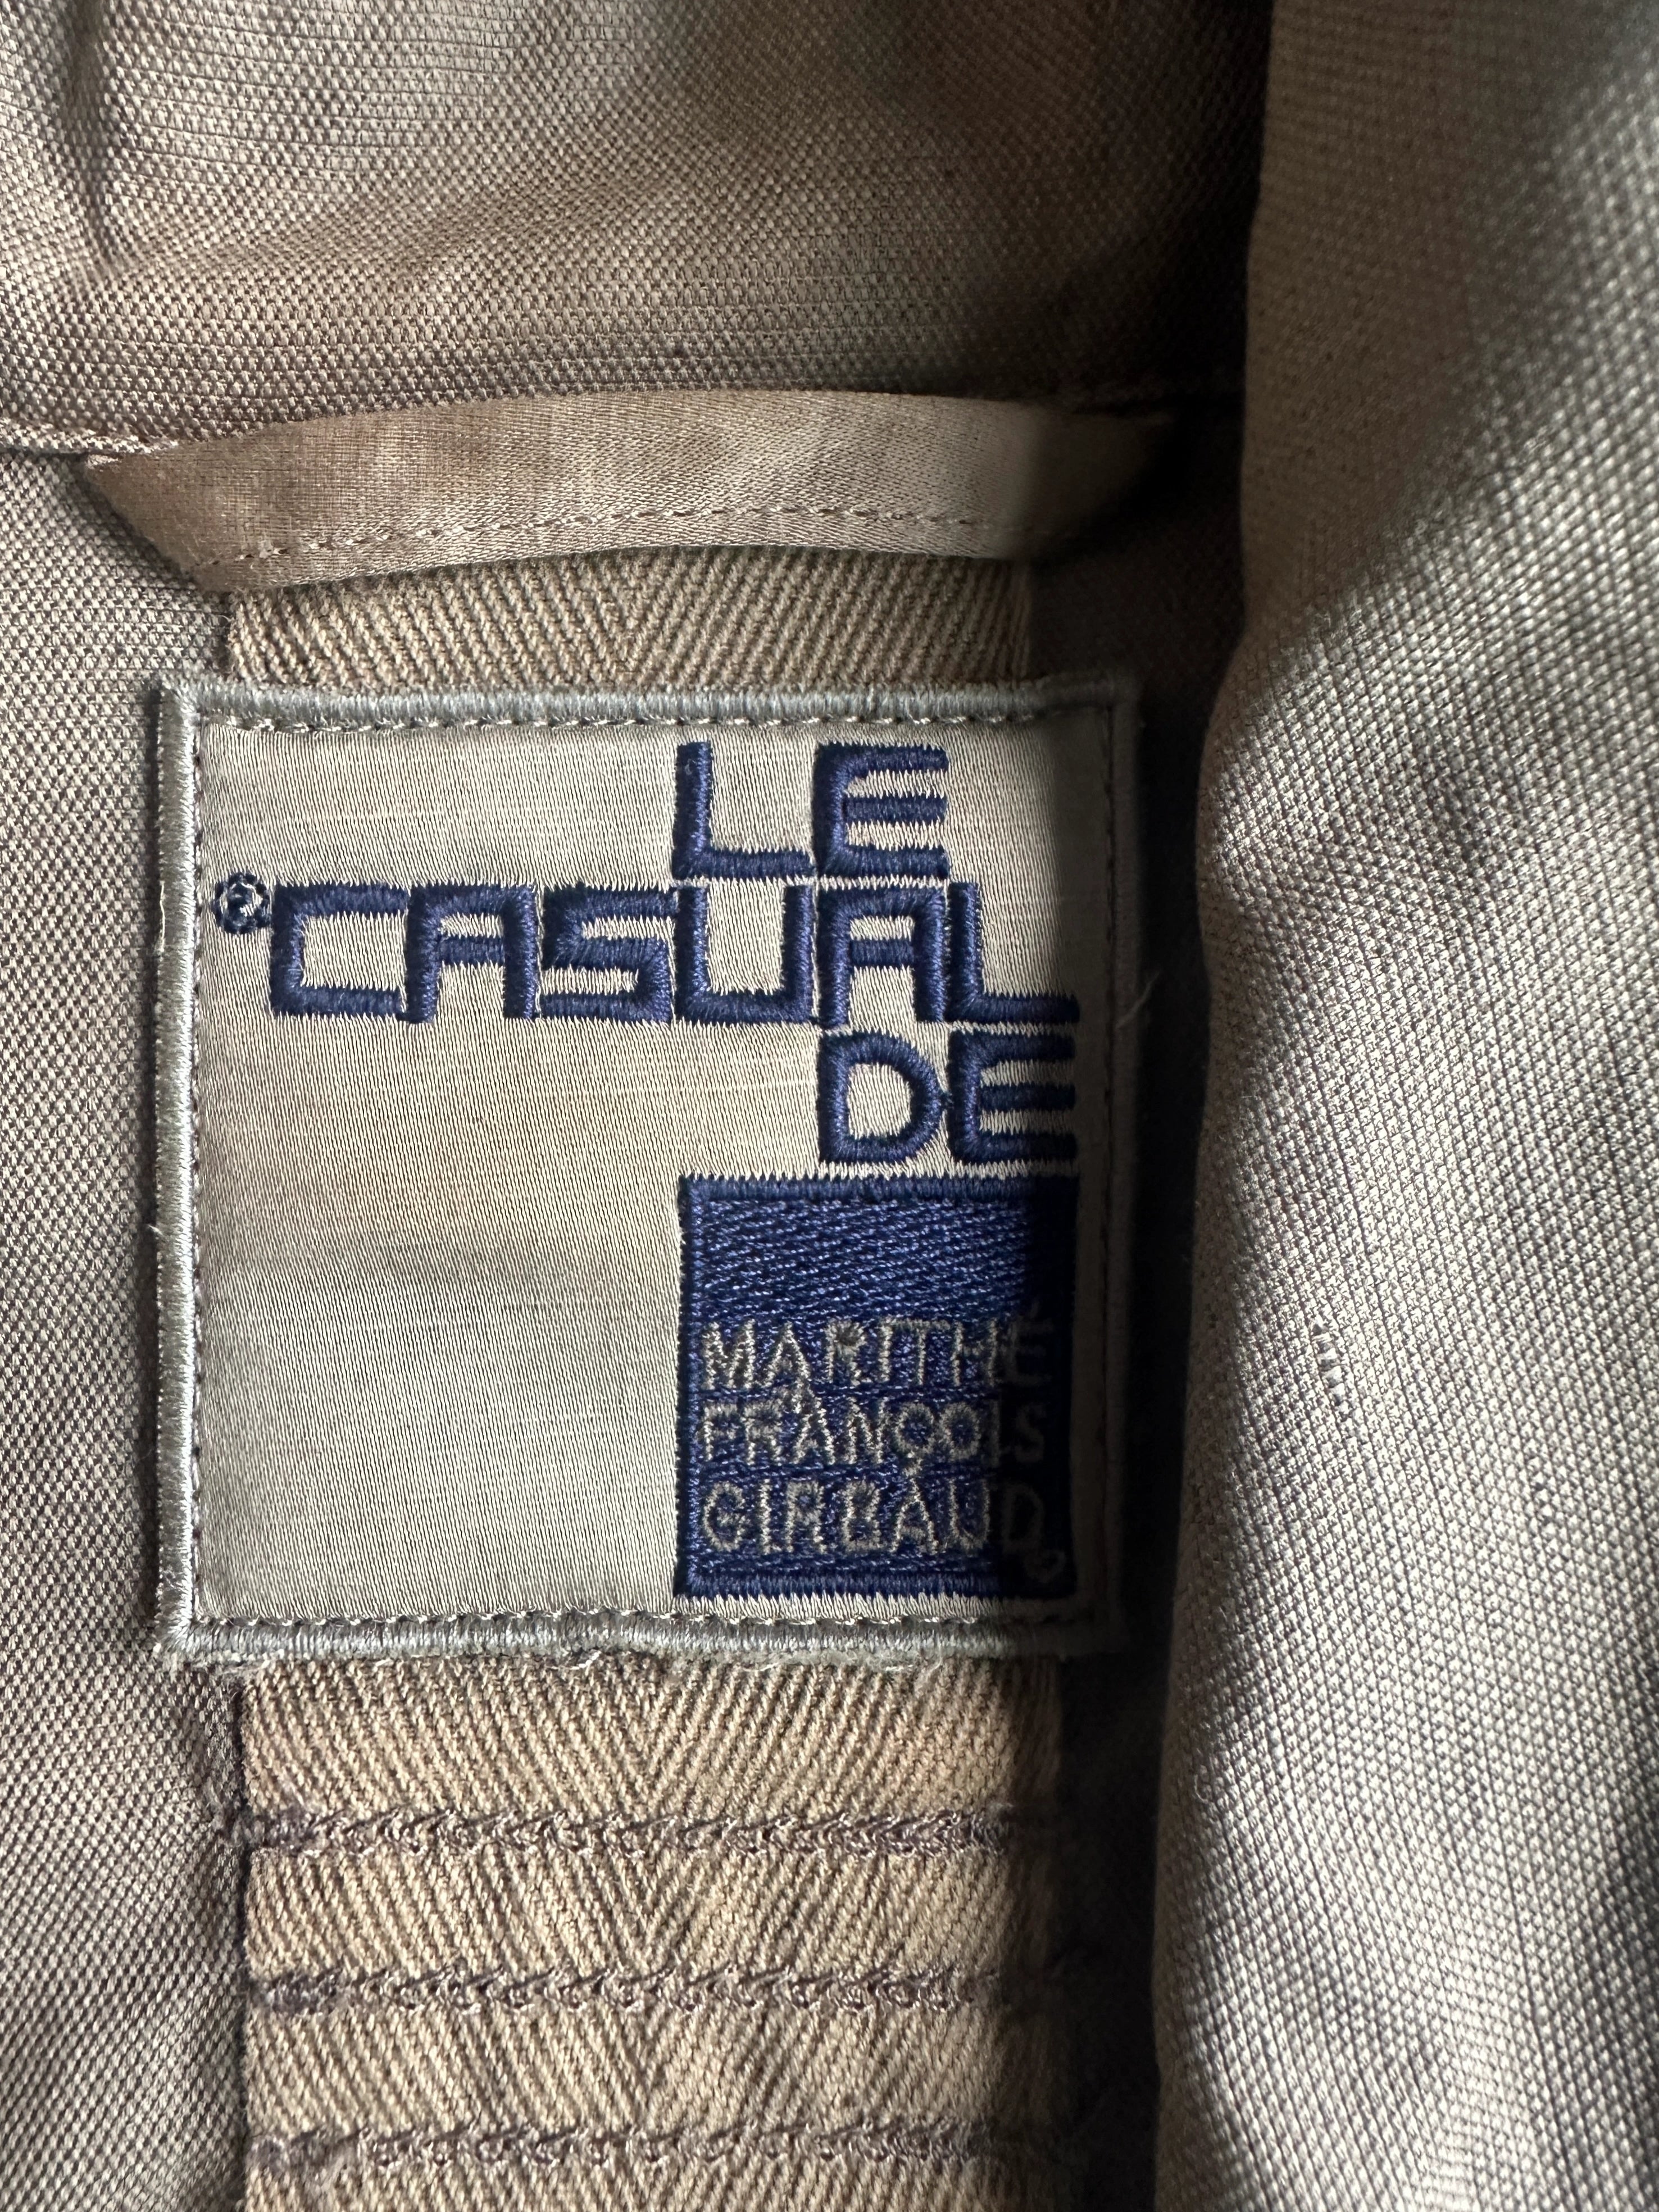 LE
®CASUAL
DE
MARITHÉ
FRANÇOIS
GIRBAUD